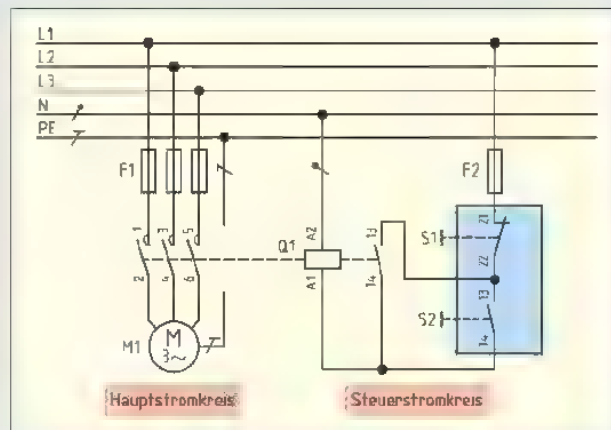 L1
L2
L3
N
PE
F1
F2
1
3
5
2
4
6
Q1
A2
A1
13
14
S1
21
22
S2
13
14
M1
M
3~
Hauptstromkreis
Steuerstromkreis